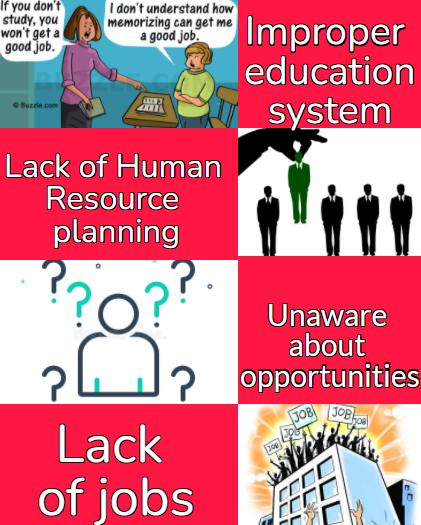 If you don't
study, you
won't get a
good job.
I don't understand how
memorizing can get me
a good job.
© Buzzle.com
Improper
education
system
Lack of Human
Resource
planning
Unaware
about
opportunities
Lack
of jobs
JOB
JOB
JOB
JOB
JOB